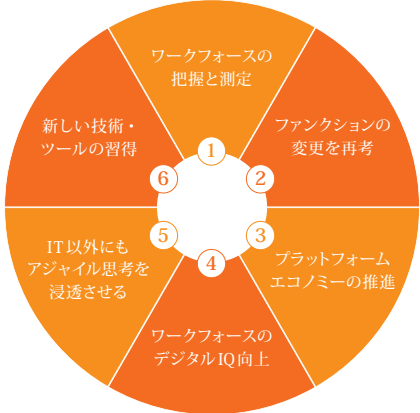 ワークフォースの
把握と測定
1
ファンクションの
変更を再考
2
プラットフォーム
エコノミーの推進
3
ワークフォースの
デジタルIQ向上
4
IT以外にも
アジャイル思考を
浸透させる
5
新しい技術・
ツールの習得
6